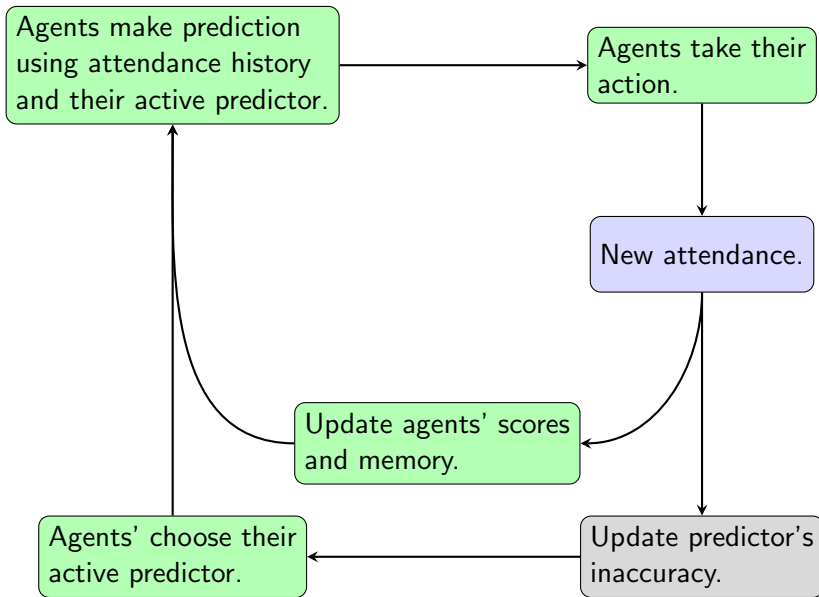 Agents make prediction
using attendance history
and their active predictor.
Agents take their
action.
New attendance.
Update agents' scores
and memory.
Agents' choose their
active predictor.
Update predictor's
inaccuracy.